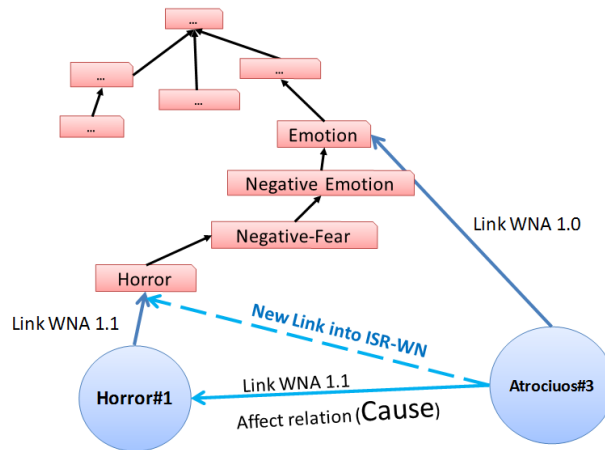 ...
...
...
...
...
Emotion
Negative Emotion
Link WNA 1.0
Negative-Fear
Horror
Link WNA 1.1
New Link into ISR-WN
Horror#1
Link WNA 1.1
Atrociuos#3
Affect relation (Cause)